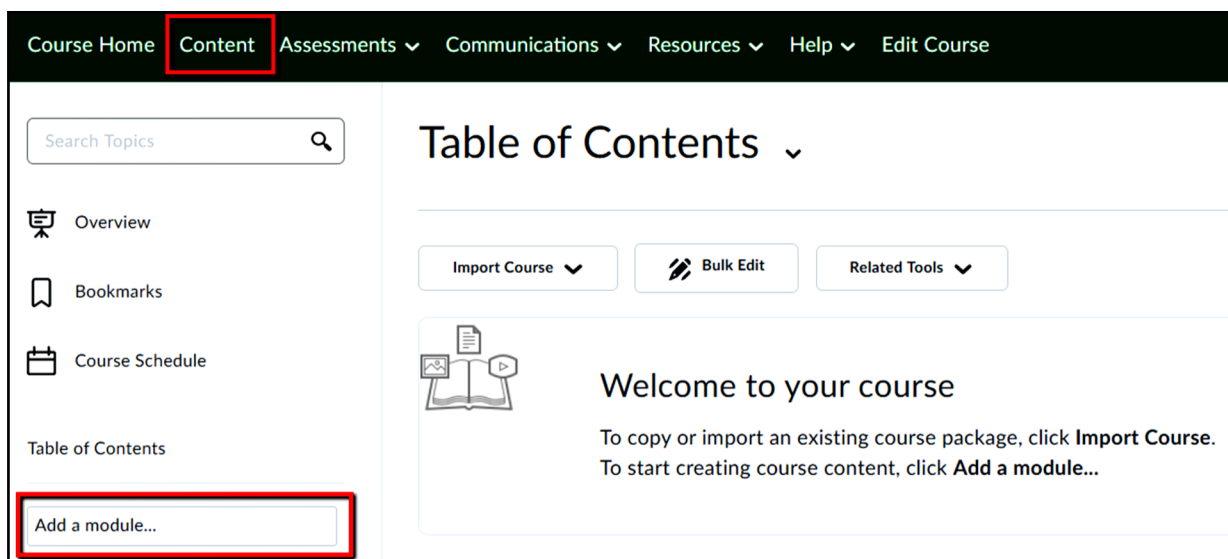 Course Home Content Assessments Communications Resources Help Edit Course
Search Topics
Overview
Bookmarks
Course Schedule
Table of Contents
Add a module...
Table of Contents
Import Course Bulk Edit Related Tools
Welcome to your course
To copy or import an existing course package, click Import Course.
To start creating course content, click Add a module...